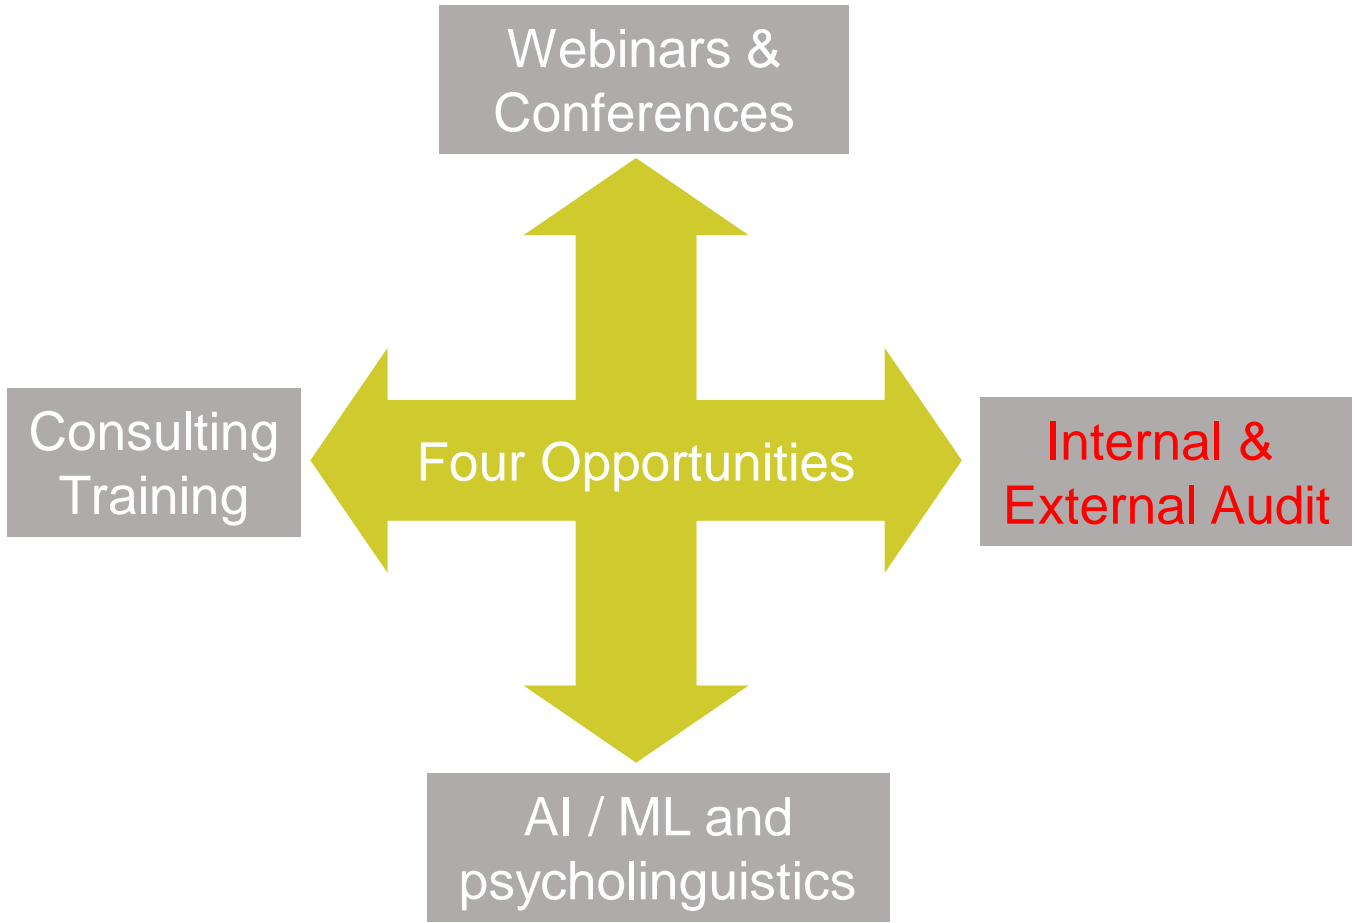 Webinars &
Conferences
Consulting
Training
Four Opportunities
Internal &
External Audit
AI / ML and
psycholinguistics